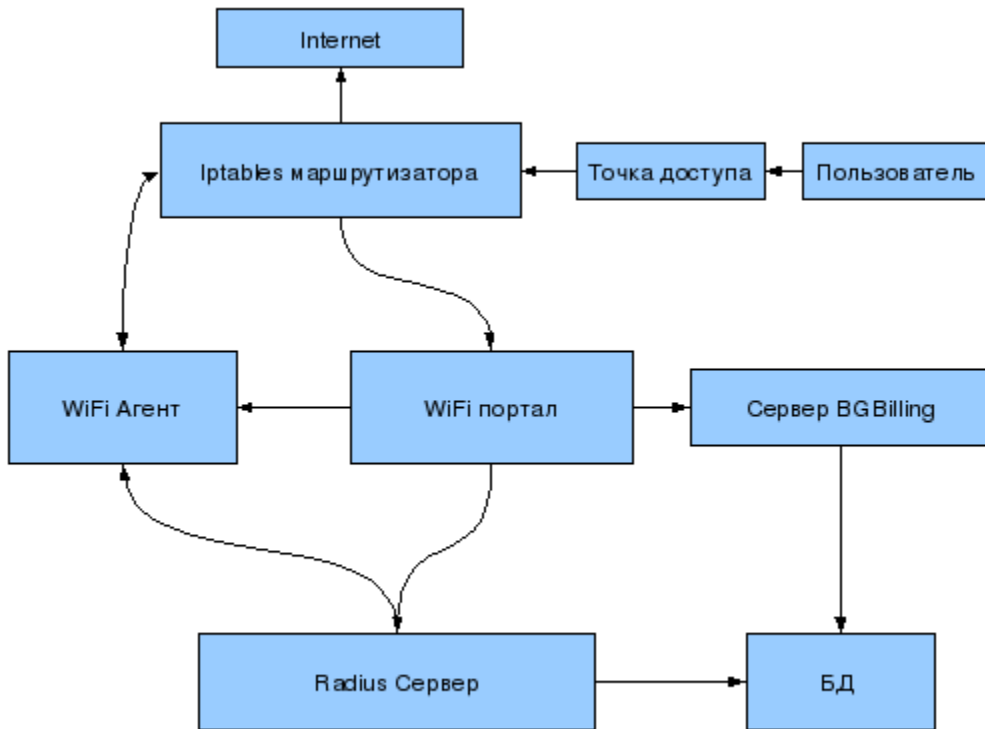 Internet
Iptables маршрутизатора
Точка доступа
Пользователь
WiFi Агент
WiFi портал
Сервер BGBilling
Radius Сервер
БД